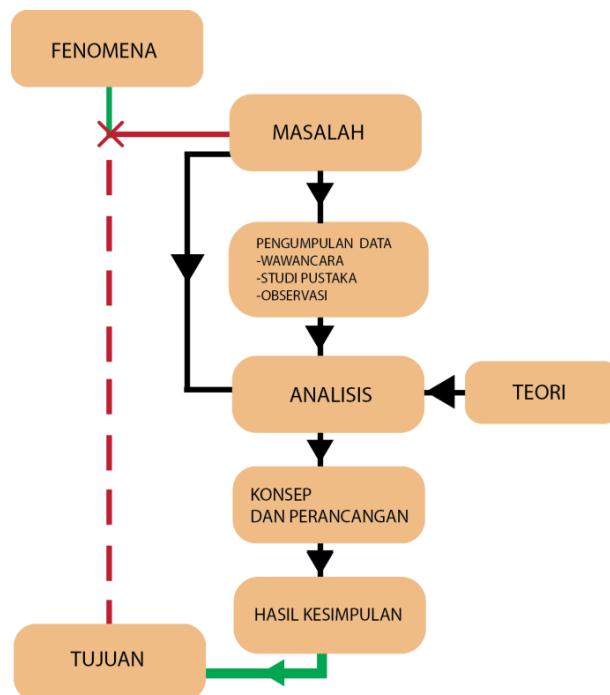 FENOMENA
MASALAH
PENGUMPULAN DATA
-WAWANCARA
-STUDI PUSTAKA
-OBSERVASI
ANALISIS
TEORI
KONSEP
DAN PERANCANGAN
HASIL KESIMPULAN
TUJUAN